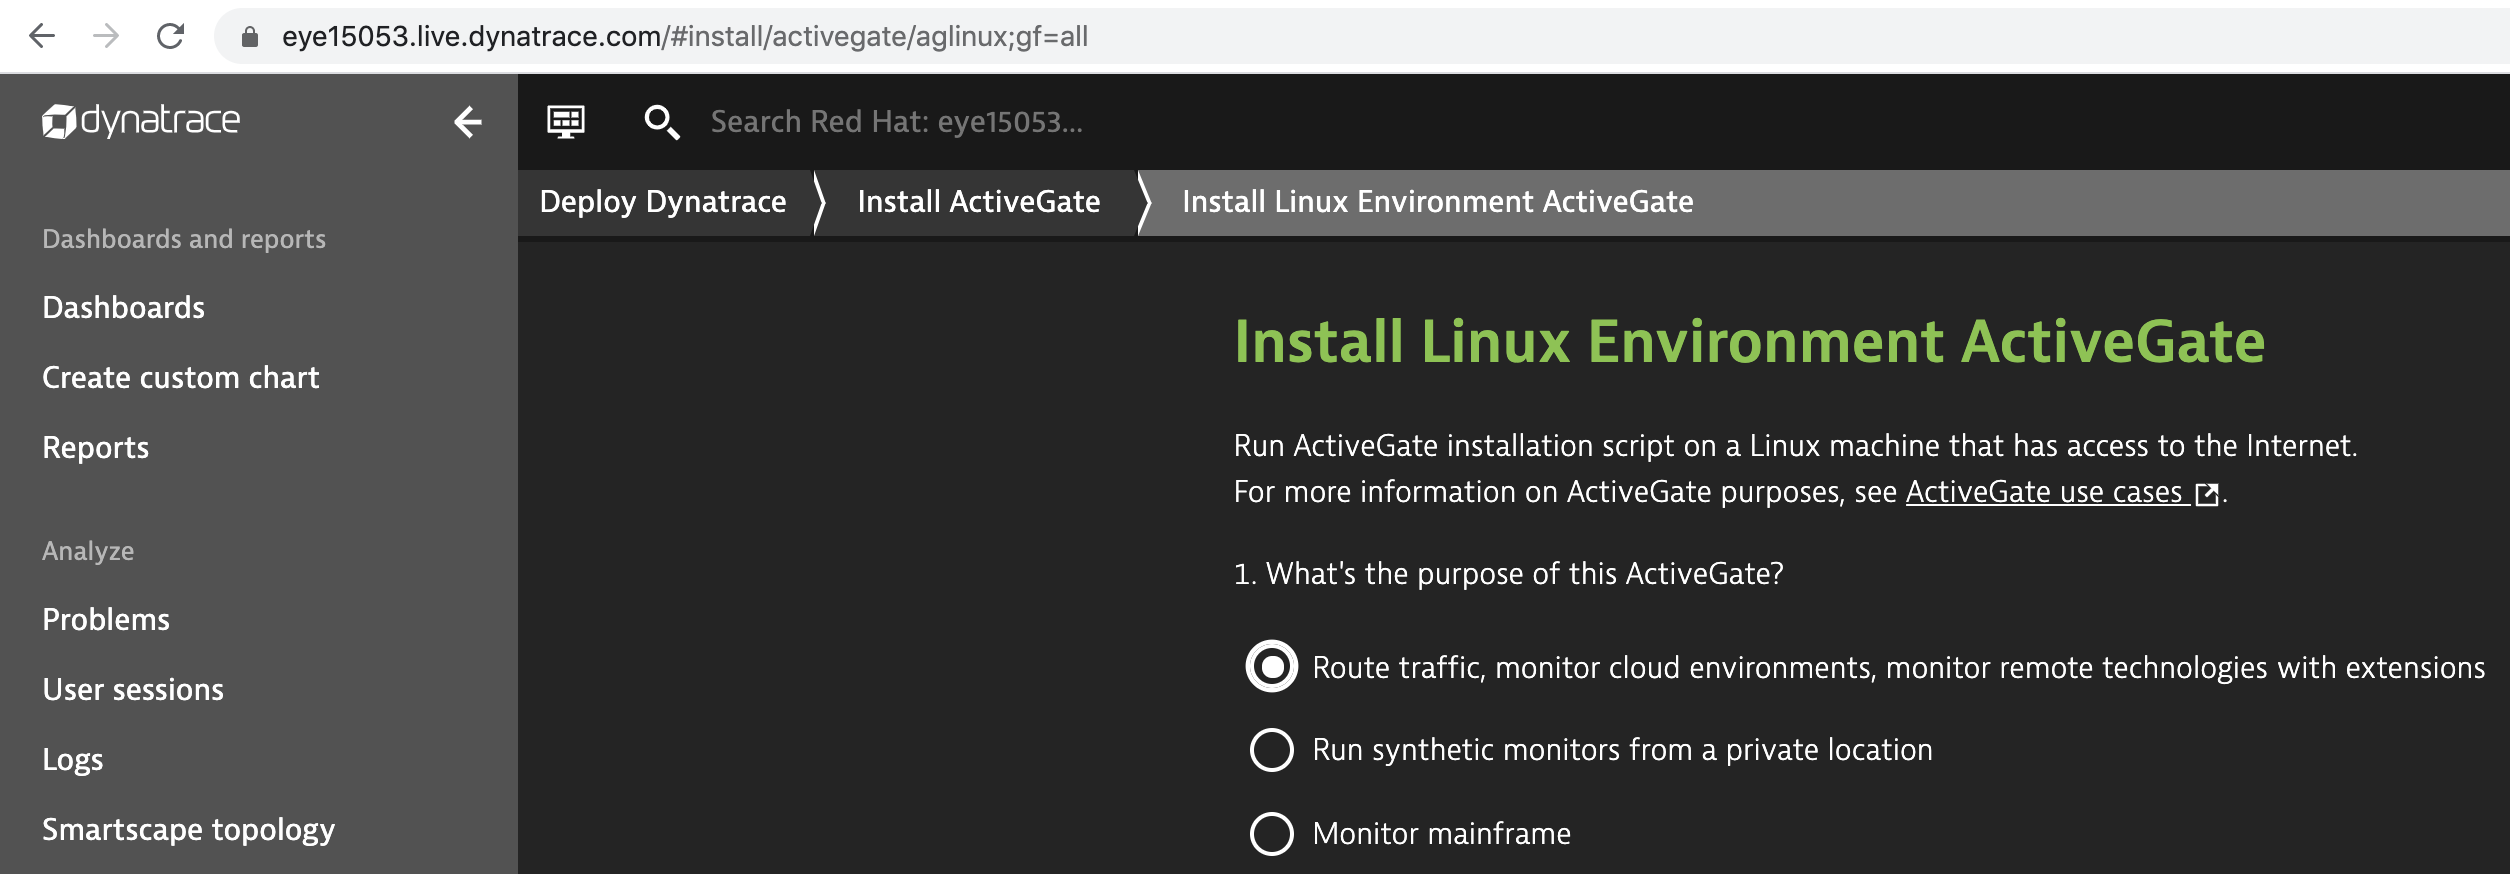 eye15053.live.dynatrace.com/#install/activegate/aglinux;gf=all
dynatrace
Search Red Hat: eye15053...
Deploy Dynatrace
Install ActiveGate
Install Linux Environment ActiveGate
Dashboards and reports
Dashboards
Create custom chart
Reports
Analyze
Problems
User sessions
Logs
Smartscape topology
Install Linux Environment ActiveGate
Run ActiveGate installation script on a Linux machine that has access to the Internet.
For more information on ActiveGate purposes, see ActiveGate use cases.
1. What's the purpose of this ActiveGate?
Route traffic, monitor cloud environments, monitor remote technologies with extensions
Run synthetic monitors from a private location
Monitor mainframe